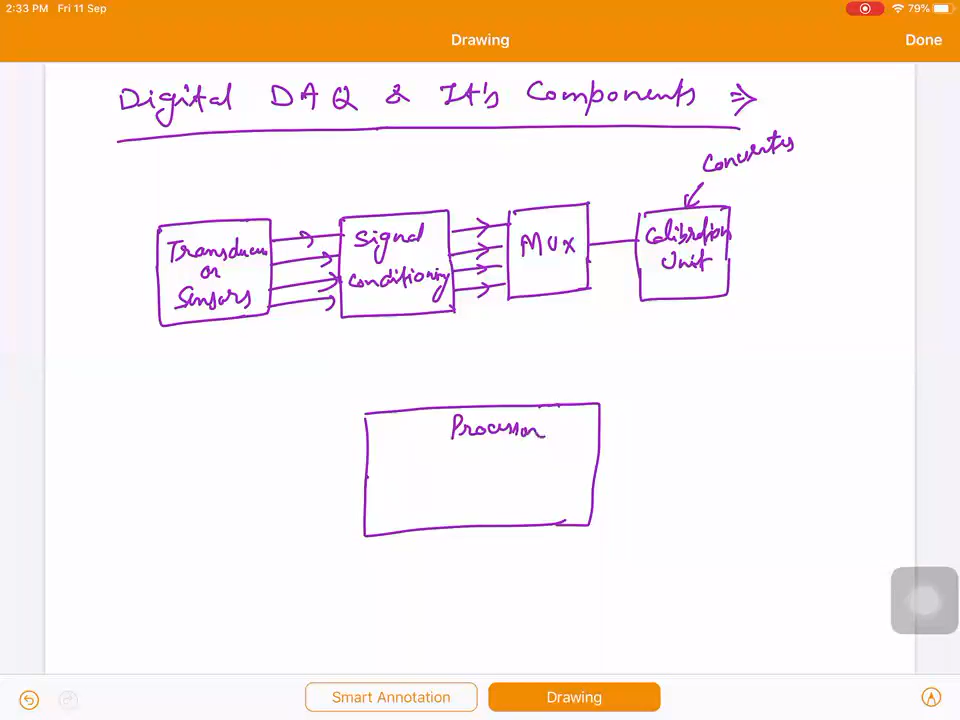 2:33 PM Fri 11 Sep
79%
Drawing
Done
Digital DAQ & It's Components ⇒
Converter
Transducer
or
Sensors
Signal
conditioning
MUX
Calibration
Unit
Processor
Smart Annotation
Drawing